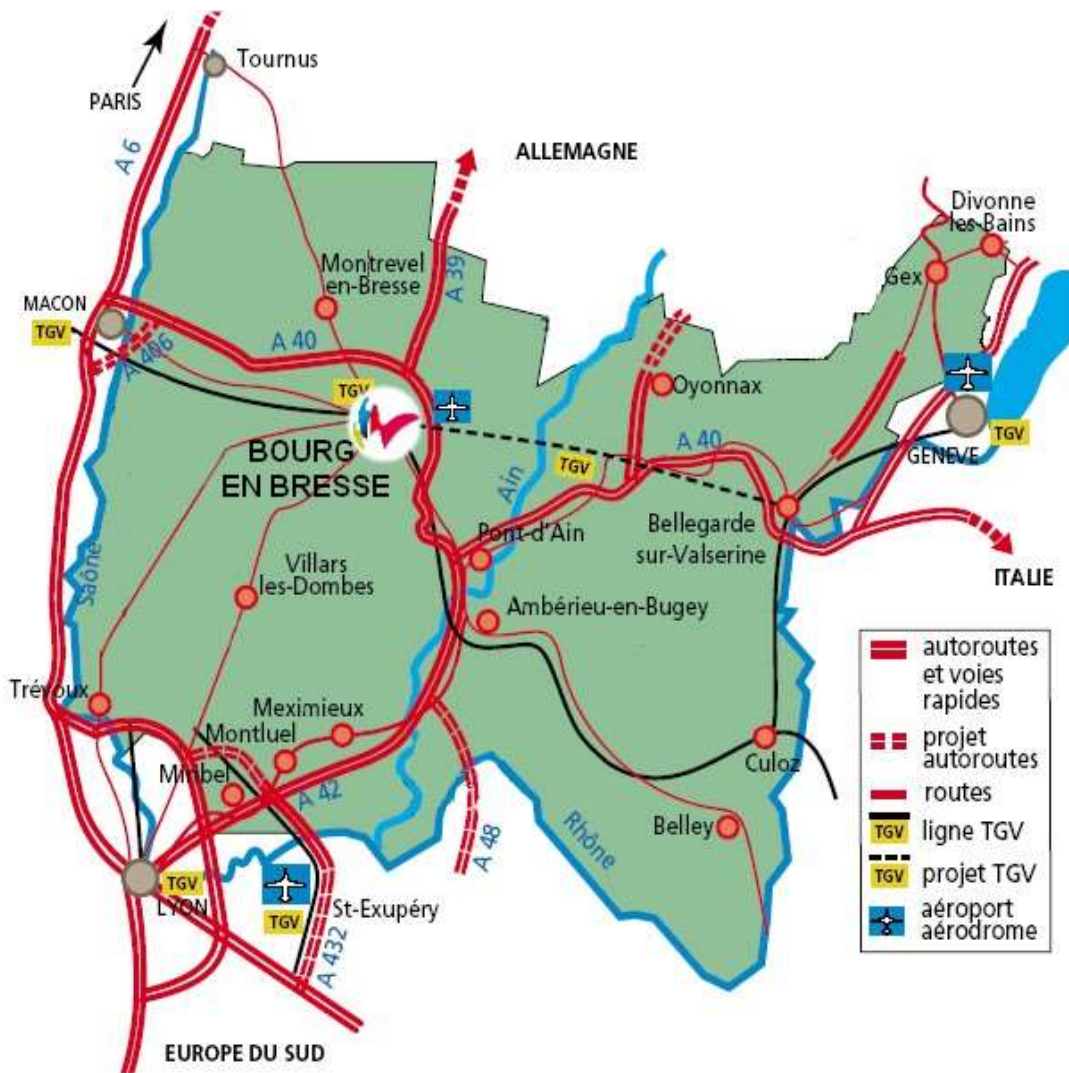 Tournus
PARIS
A 6
ALLEMAGNE
Divonne
les-Bains
Montrevel
en-Bresse
A 39
Gex
MACON
TGV
A 406
A 40
Oyonnax
TGV
BOURG
EN BRESSE
A 40
GENEVE
TGV
TGV
Ain
Bellegarde
sur-Valserine
Pont-d'Ain
ITALIE
Saône
Villars
les-Dombes
Ambérieu-en-Bugey
Trévoux
Meximieux
Montluel
Miribel
A 42
Culoz
A 48
Rhône
Belley
TGV
LYON
TGV
St-Exupéry
A 432
EUROPE DU SUD
autoroutes
et voies
rapides
projet
autoroutes
routes
TGV
ligne TGV
TGV
projet TGV
aéroport
aérodrome